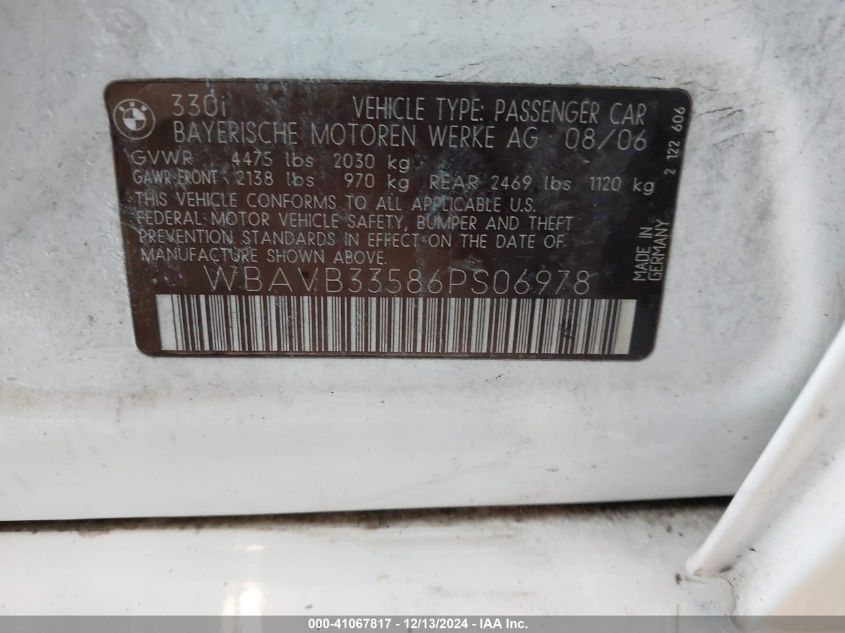 BMW
330i VEHICLE TYPE: PASSENGER CAR
BAYERISCHE MOTOREN WERKE AG 08/06
GVWR 4475 lbs 2030 kg
GAWR FRONT 2138 lbs 970 kg REAR 2469 lbs 1120 kg
THIS VEHICLE CONFORMS TO ALL APPLICABLE U.S.
FEDERAL MOTOR VEHICLE SAFETY, BUMPER AND THEFT
PREVENTION STANDARDS IN EFFECT ON THE DATE OF
MANUFACTURE SHOWN ABOVE.
WBAVB33586PS06978
MADE IN
GERMANY
2 122 606
000-41067817 - 12/13/2024 - IAA Inc.